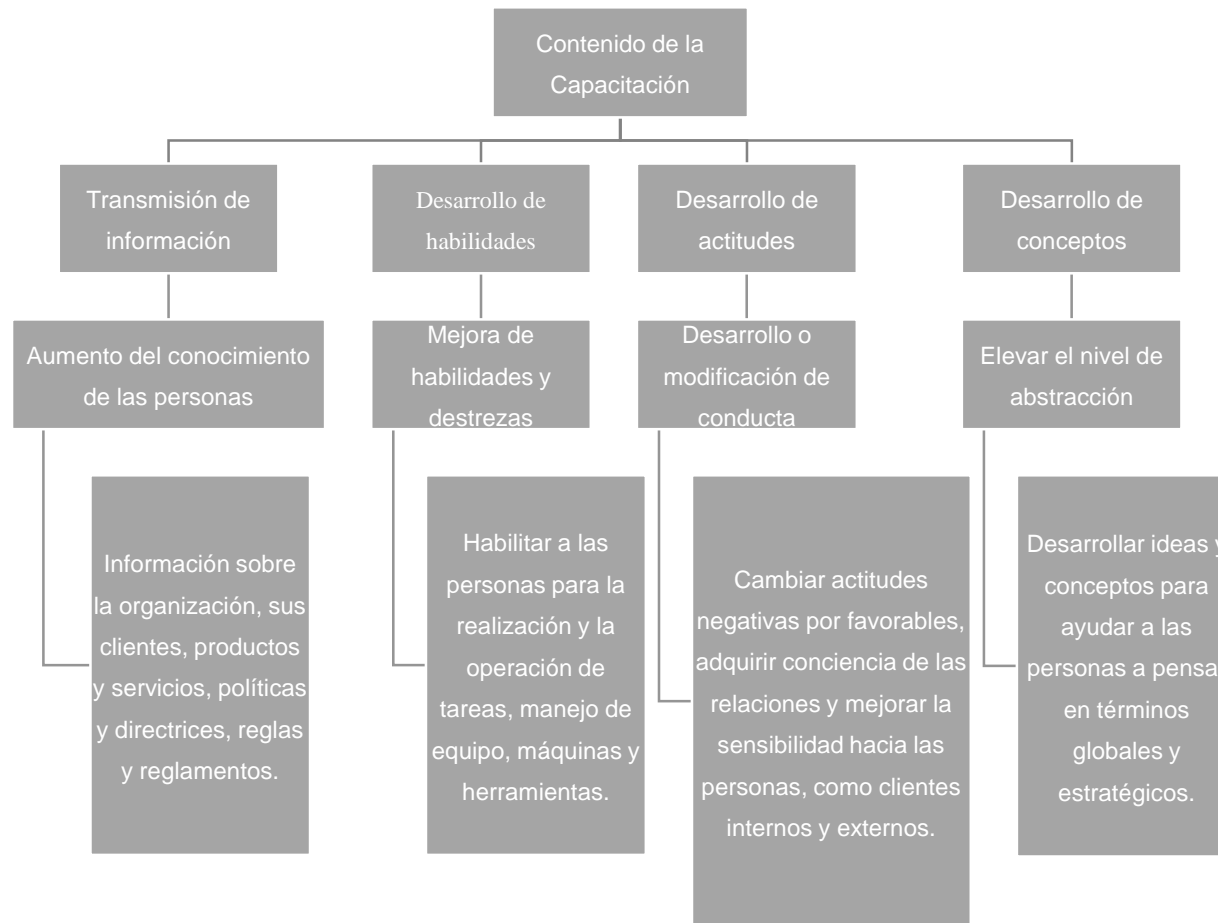 Contenido de la
Capacitación
Transmisión de
información
Desarrollo de
habilidades
Desarrollo de
actitudes
Desarrollo de
conceptos
Aumento del conocimiento
de las personas
Mejora de
habilidades y
destrezas
Desarrollo o
modificación de
conducta
Elevar el nivel de
abstracción
Información sobre
la organización, sus
clientes, productos
y servicios, políticas
y directrices, reglas
y reglamentos.
Habilitar a las
personas para la
realización y la
operación de
tareas, manejo de
equipo, máquinas y
herramientas.
Cambiar actitudes
negativas por favorables,
adquirir conciencia de las
relaciones y mejorar la
sensibilidad hacia las
personas, como clientes
internos y externos.
Desarrollar ideas y
conceptos para
ayudar a las
personas a pensa
en términos
globales y
estratégicos.